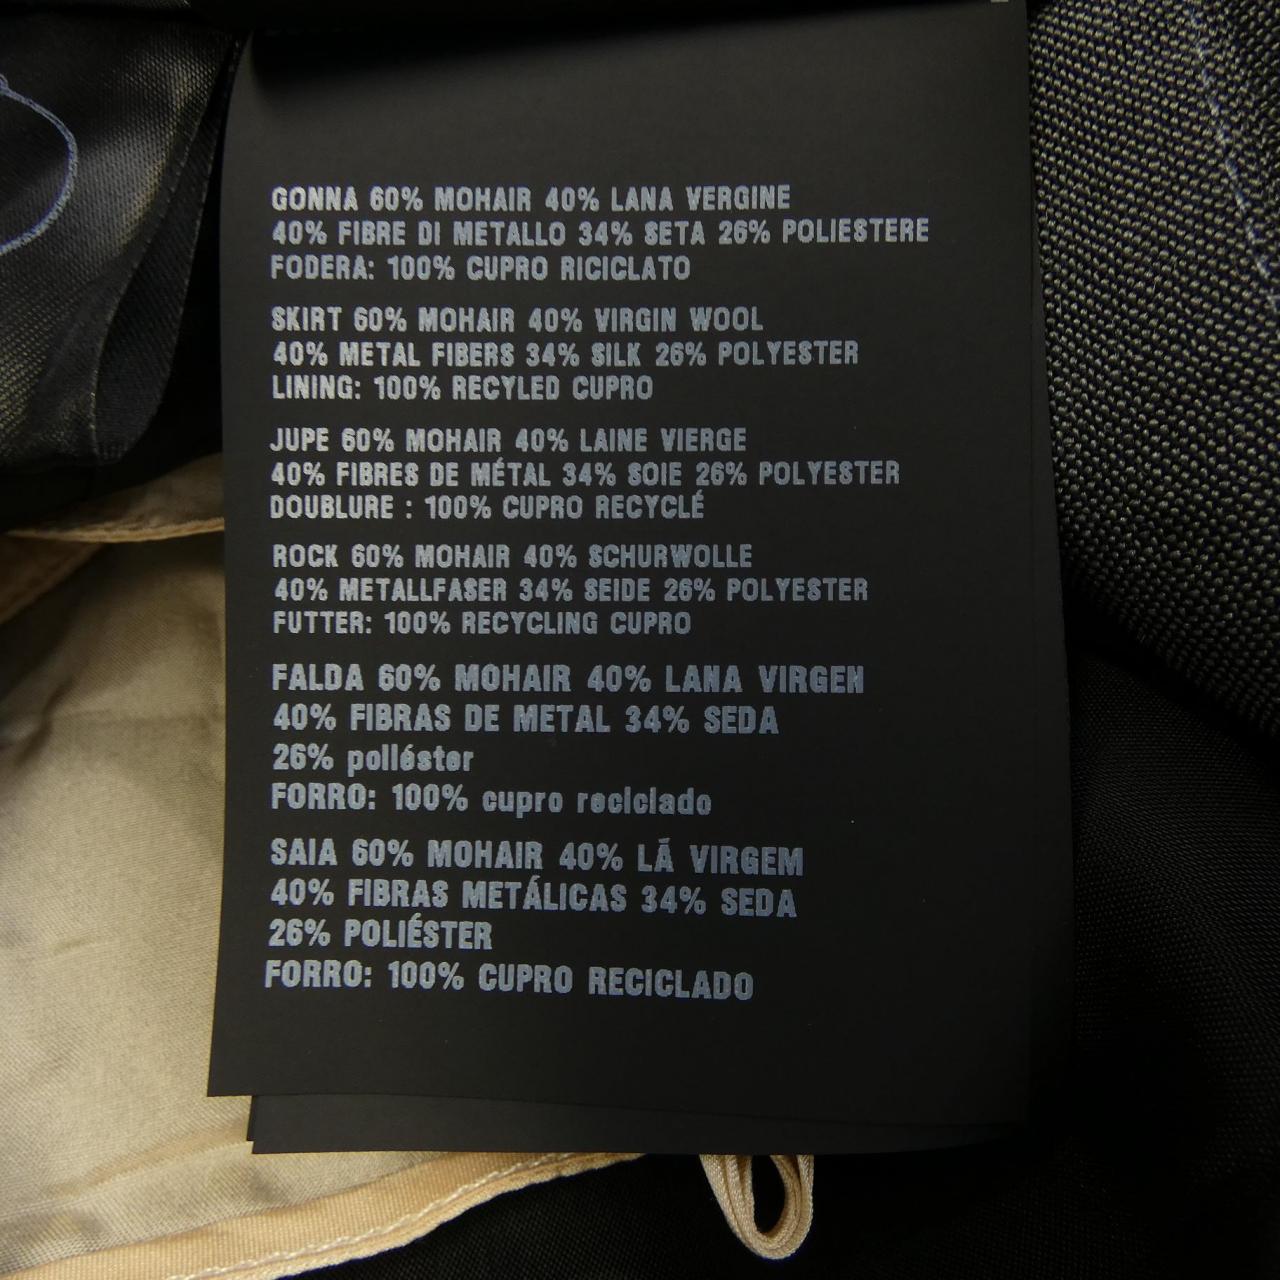 GONNA 60% MOHAIR 40% LANA VERGINE
40% FIBRE DI METALLO 34% SETA 26% POLIESTERE
FODERA: 100% CUPRO RICICLATO
SKIRT 60% MOHAIR 40% VIRGIN WOOL
40% METAL FIBERS 34% SILK 26% POLYESTER
LINING: 100% RECYLED CUPRO
JUPE 60% MOHAIR 40% LAINE VIERGE
40% FIBRES DE MÉTAL 34% SOIE 26% POLYESTER
DOUBLURE : 100% CUPRO RECYCLÉ
ROCK 60% MOHAIR 40% SCHURWOLLE
40% METALLFASER 34% SEIDE 26% POLYESTER
FUTTER: 100% RECYCLING CUPRO
FALDA 60% MOHAIR 40% LANA VIRGEN
40% FIBRAS DE METAL 34% SEDA
26% poliéster
FORRO: 100% cupro reciclado
SAIA 60% MOHAIR 40% LÃ VIRGEM
40% FIBRAS METÁLICAS 34% SEDA
26% POLIÉSTER
FORRO: 100% CUPRO RECICLADO